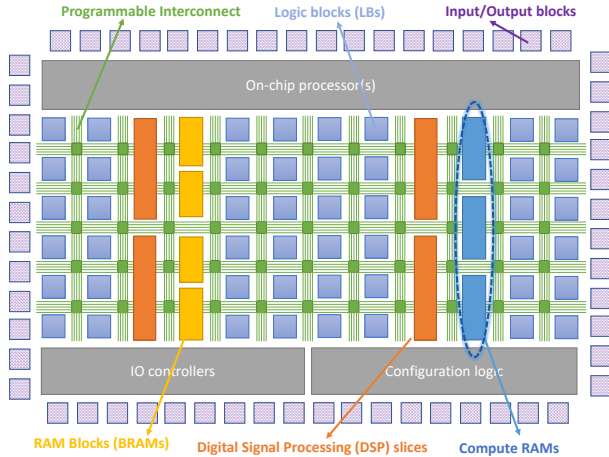 Programmable Interconnect
Logic blocks (LBs)
Input/Output blocks
On-chip processor(s)
IO controllers
Configuration logic
RAM Blocks (BRAMs)
Digital Signal Processing (DSP) slices
Compute RAMs